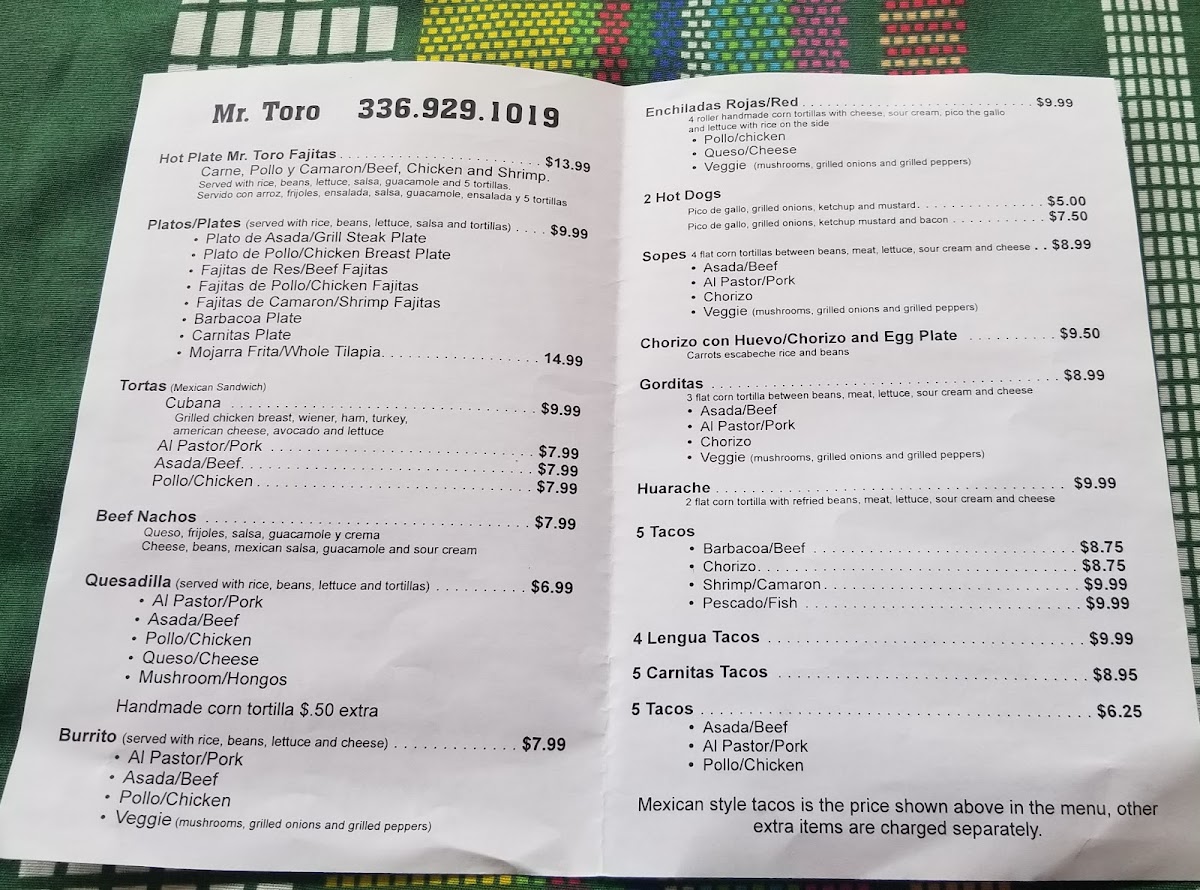 Mr. Toro 336.929.1019
Hot Plate Mr. Toro Fajitas . . . . . . . . . . . . . . . . . . . . . . $13.99
Carne, Pollo y Camaron/Beef, Chicken and Shrimp.
Served with rice, beans, lettuce, salsa, guacamole and 5 tortillas.
Servido con arroz, frijoles, ensalada, salsa, guacamole, ensalada y 5 tortillas
Platos/Plates (served with rice, beans, lettuce, salsa and tortillas) . . . . $9.99
• Plato de Asada/Grill Steak Plate
• Plato de Pollo/Chicken Breast Plate
• Fajitas de Res/Beef Fajitas
• Fajitas de Pollo/Chicken Fajitas
• Fajitas de Camaron/Shrimp Fajitas
• Barbacoa Plate
• Carnitas Plate
• Mojarra Frita/Whole Tilapia. . . . . . . . . . . . . . . . . 14.99
Tortas (Mexican Sandwich)
Cubana . . . . . . . . . . . . . . . . . . . . . . . . . . . . . . . $9.99
Grilled chicken breast, wiener, ham, turkey,
american cheese, avocado and lettuce
Al Pastor/Pork . . . . . . . . . . . . . . . . . . . . . . . . . . $7.99
Asada/Beef. . . . . . . . . . . . . . . . . . . . . . . . . . . . $7.99
Pollo/Chicken . . . . . . . . . . . . . . . . . . . . . . . . . . $7.99
Beef Nachos . . . . . . . . . . . . . . . . . . . . . . . . . . . . . . $7.99
Queso, frijoles, salsa, guacamole y crema
Cheese, beans, mexican salsa, guacamole and sour cream
Quesadilla (served with rice, beans, lettuce and tortillas) . . . . . . . . . . $6.99
• Al Pastor/Pork
• Asada/Beef
• Pollo/Chicken
• Queso/Cheese
• Mushroom/Hongos
Handmade corn tortilla $.50 extra
Burrito (served with rice, beans, lettuce and cheese) . . . . . . . . . . . . $7.99
• Al Pastor/Pork
• Asada/Beef
• Pollo/Chicken
• Veggie (mushrooms, grilled onions and grilled peppers)
Enchiladas Rojas/Red . . . . . . . . . . . . . . . . . . . . . . . . . . $9.99
4 roller handmade corn tortillas with cheese, sour cream, pico the gallo
and lettuce with rice on the side
• Pollo/chicken
• Queso/Cheese
• Veggie (mushrooms, grilled onions and grilled peppers)
2 Hot Dogs
Pico de gallo, grilled onions, ketchup and mustard. . . . . . . . . . . . . . . . $5.00
Pico de gallo, grilled onions, ketchup mustard and bacon . . . . . . . . . . . . $7.50
Sopes 4 flat corn tortillas between beans, meat, lettuce, sour cream and cheese . . $8.99
• Asada/Beef
• Al Pastor/Pork
• Chorizo
• Veggie (mushrooms, grilled onions and grilled peppers)
Chorizo con Huevo/Chorizo and Egg Plate . . . . . . . . . . $9.50
Carrots escabeche rice and beans
Gorditas . . . . . . . . . . . . . . . . . . . . . . . . . . . . . . . . . . . $8.99
3 flat corn tortilla between beans, meat, lettuce, sour cream and cheese
• Asada/Beef
• Al Pastor/Pork
• Chorizo
• Veggie (mushrooms, grilled onions and grilled peppers)
Huarache . . . . . . . . . . . . . . . . . . . . . . . . . . . . . . . . . . $9.99
2 flat corn tortilla with refried beans, meat, lettuce, sour cream and cheese
5 Tacos
• Barbacoa/Beef . . . . . . . . . . . . . . . . . . . . . . . . . . $8.75
• Chorizo. . . . . . . . . . . . . . . . . . . . . . . . . . . . . . . $8.75
• Shrimp/Camaron . . . . . . . . . . . . . . . . . . . . . . . . $9.99
• Pescado/Fish . . . . . . . . . . . . . . . . . . . . . . . . . . $9.99
4 Lengua Tacos . . . . . . . . . . . . . . . . . . . . . . . . . . . . . $9.99
5 Carnitas Tacos . . . . . . . . . . . . . . . . . . . . . . . . . . . . $8.95
5 Tacos . . . . . . . . . . . . . . . . . . . . . . . . . . . . . . . . . . . $6.25
• Asada/Beef
• Al Pastor/Pork
• Pollo/Chicken
Mexican style tacos is the price shown above in the menu, other
extra items are charged separately.